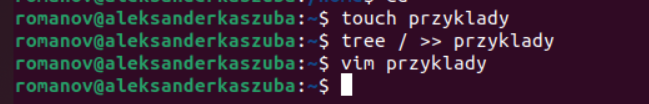 romanov@aleksanderkaszuba:~$ touch przyklady
romanov@aleksanderkaszuba:~$ tree / >> przyklady
romanov@aleksanderkaszuba:~$ vim przyklady
romanov@aleksanderkaszuba:~$